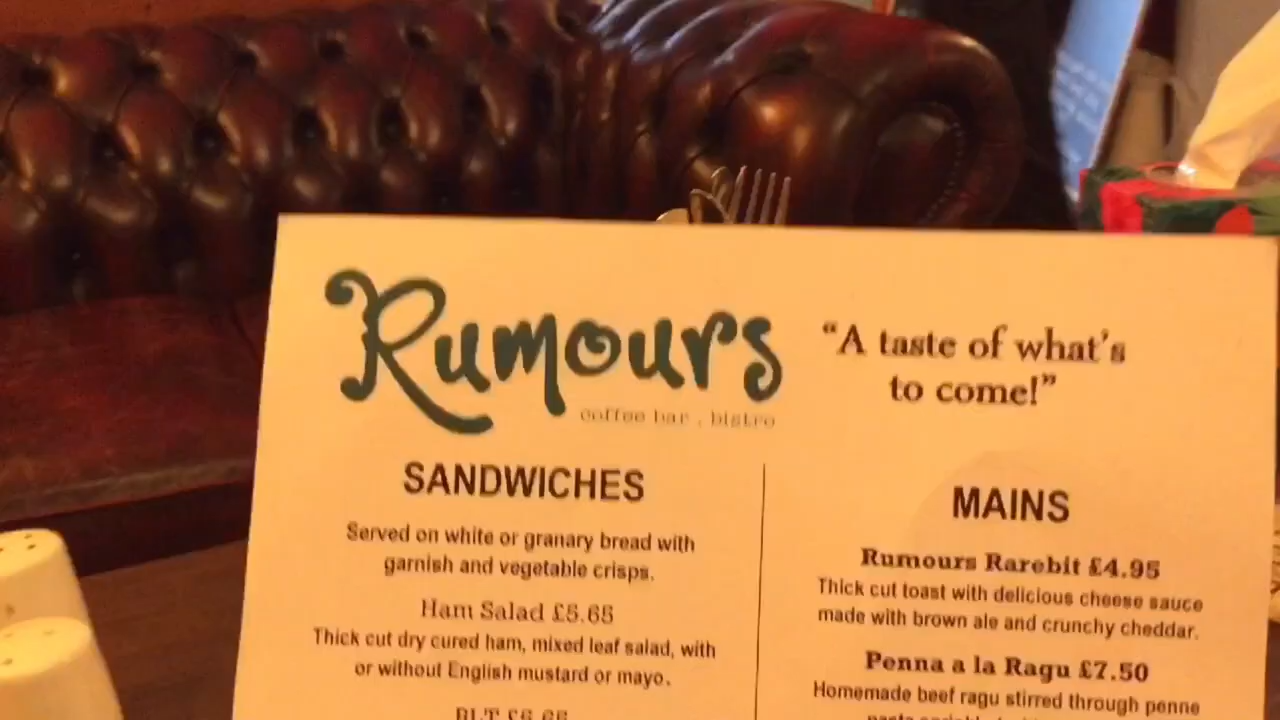 Rumours
coffee bar . bistro
"A taste of what's
to come!"
SANDWICHES
Served on white or granary bread with
garnish and vegetable crisps.
Ham Salad £5.65
Thick cut dry cured ham, mixed leaf salad, with
or without English mustard or mayo.
BLT
MAINS
Rumours Rarebit £4.95
Thick cut toast with delicious cheese sauce
made with brown ale and crunchy cheddar.
Penna a la Ragu £7.50
Homemade beef ragu stirred through penne